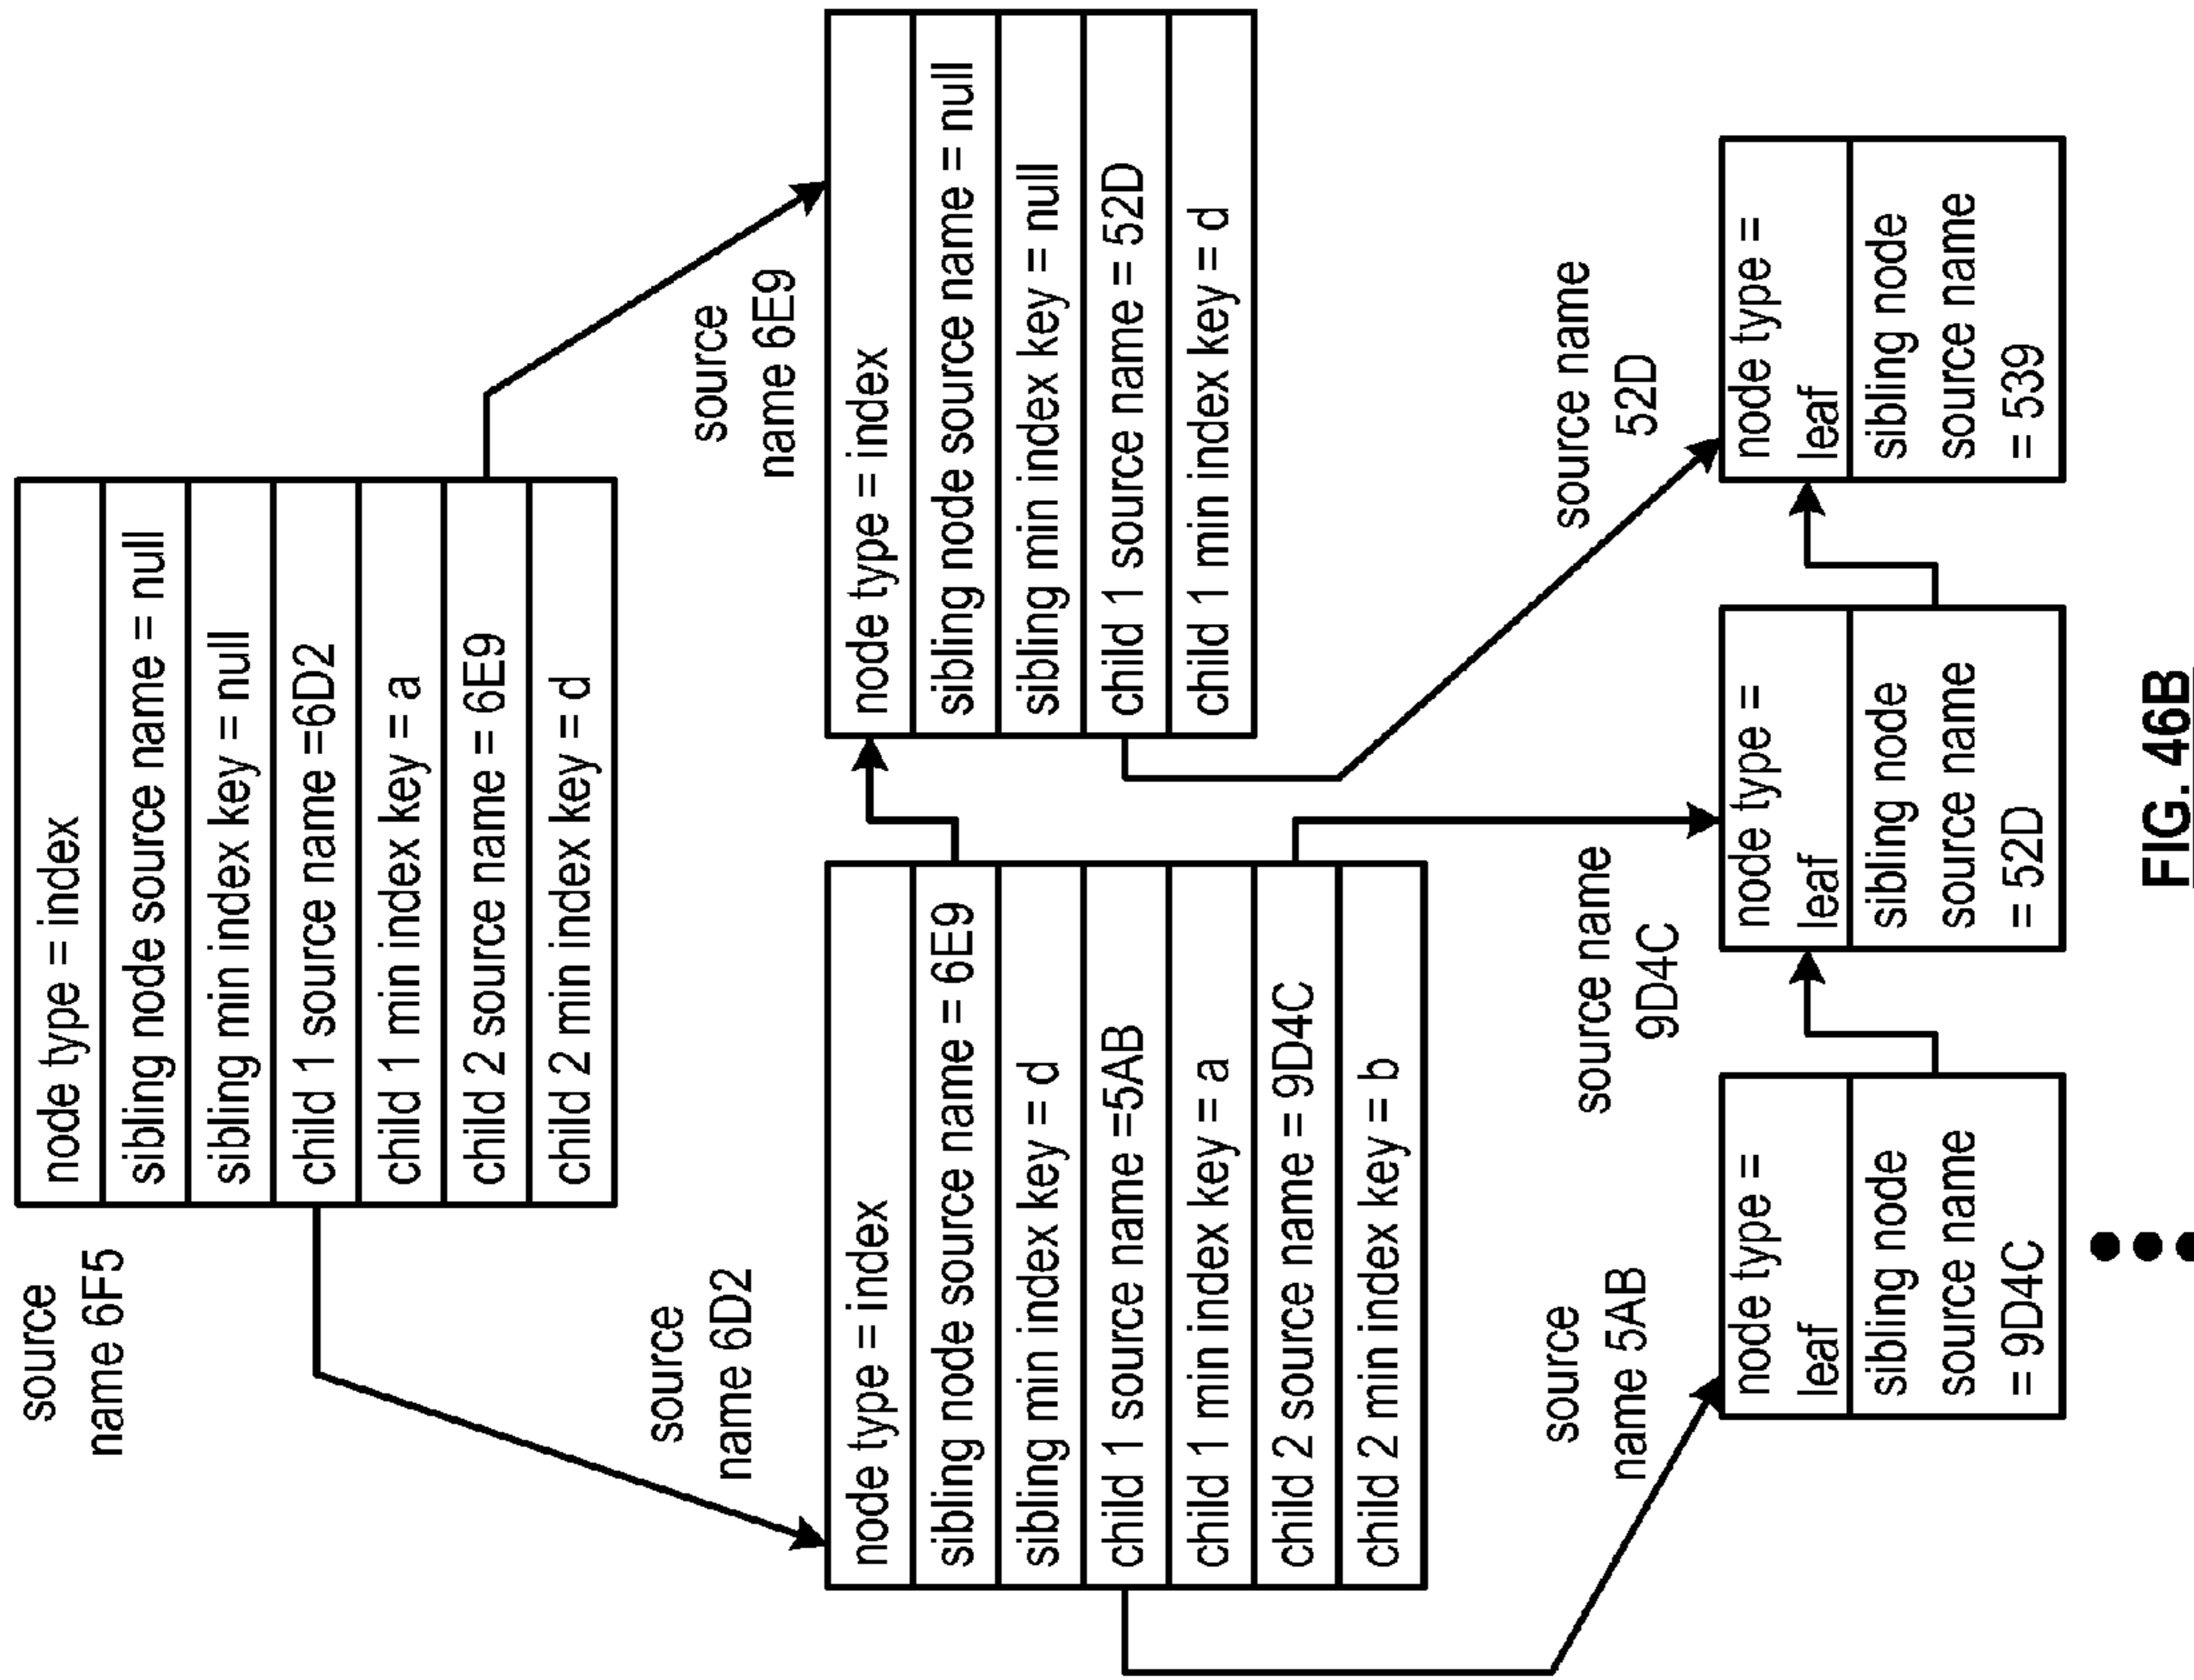 source
name 6F5
node type = index
sibling node source name = null
sibling min index key = null
child 1 source name =6D2
child 1 min index key = a
child 2 source name = 6E9
child 2 min index key = d
source
name 6D2
node type = index
sibling node source name = 6E9
sibling min index key = d
child 1 source name =5AB
child 1 min index key = a
child 2 source name = 9D4C
child 2 min index key = b
source
name 6E9
node type = index
sibling node source name = null
sibling min index key = null
child 1 source name = 52D
child 1 min index key = d
source
name 5AB
node type =
leaf
sibling node
source name
= 9D4C
source name
9D4C
node type =
leaf
sibling node
source name
= 52D
source name
52D
node type =
leaf
sibling node
source name
= 539
FIG. 46B